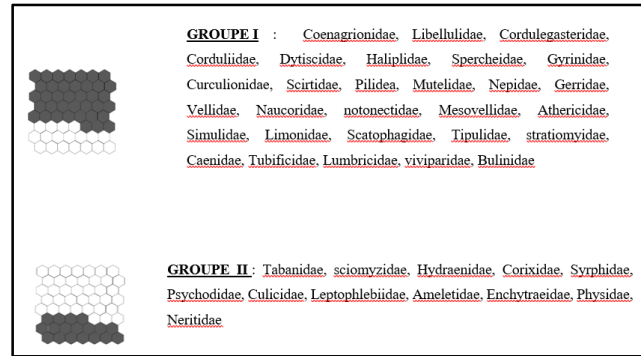 GROUPE I : Coenagrionidae, Libellulidae, Cordulegasteridae,
Corduliidae, Dytiscidae, Haliplidae, Spercheidae, Gyrinidae,
Curculionidae, Scirtidae, Pilidea, Mutelidae, Nepidae, Gerridae,
Vellidae, Naucoridae, notonectidae, Mesovellidae, Athericidae,
Simulidae, Limonidae, Scatophagidae, Tipulidae, stratiomyidae,
Caenidae, Tubificidae, Lumbricidae, viviparidae, Bulinidae
GROUPE II : Tabanidae, sciomyzidae, Hydraenidae, Corixidae, Syrphidae,
Psychodidae, Culicidae, Leptophlebiidae, Ameletidae, Enchytraeidae, Physidae,
Neritidae